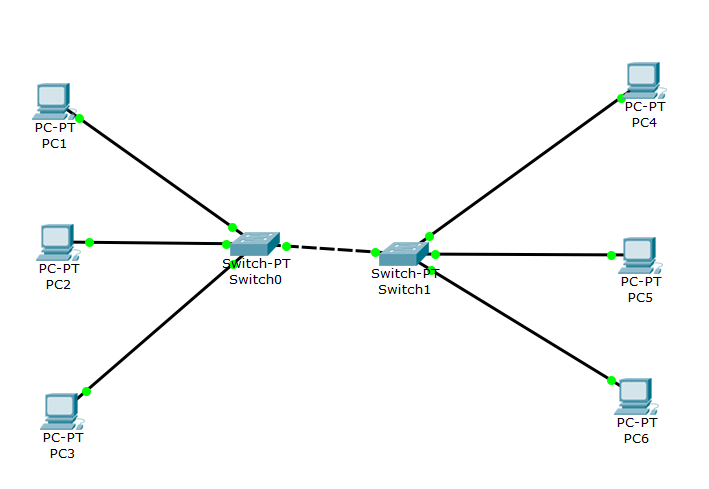 PC-PT
PC1
PC-PT
PC2
PC-PT
PC3
Switch-PT
Switch0
Switch-PT
Switch1
PC-PT
PC4
PC-PT
PC5
PC-PT
PC6